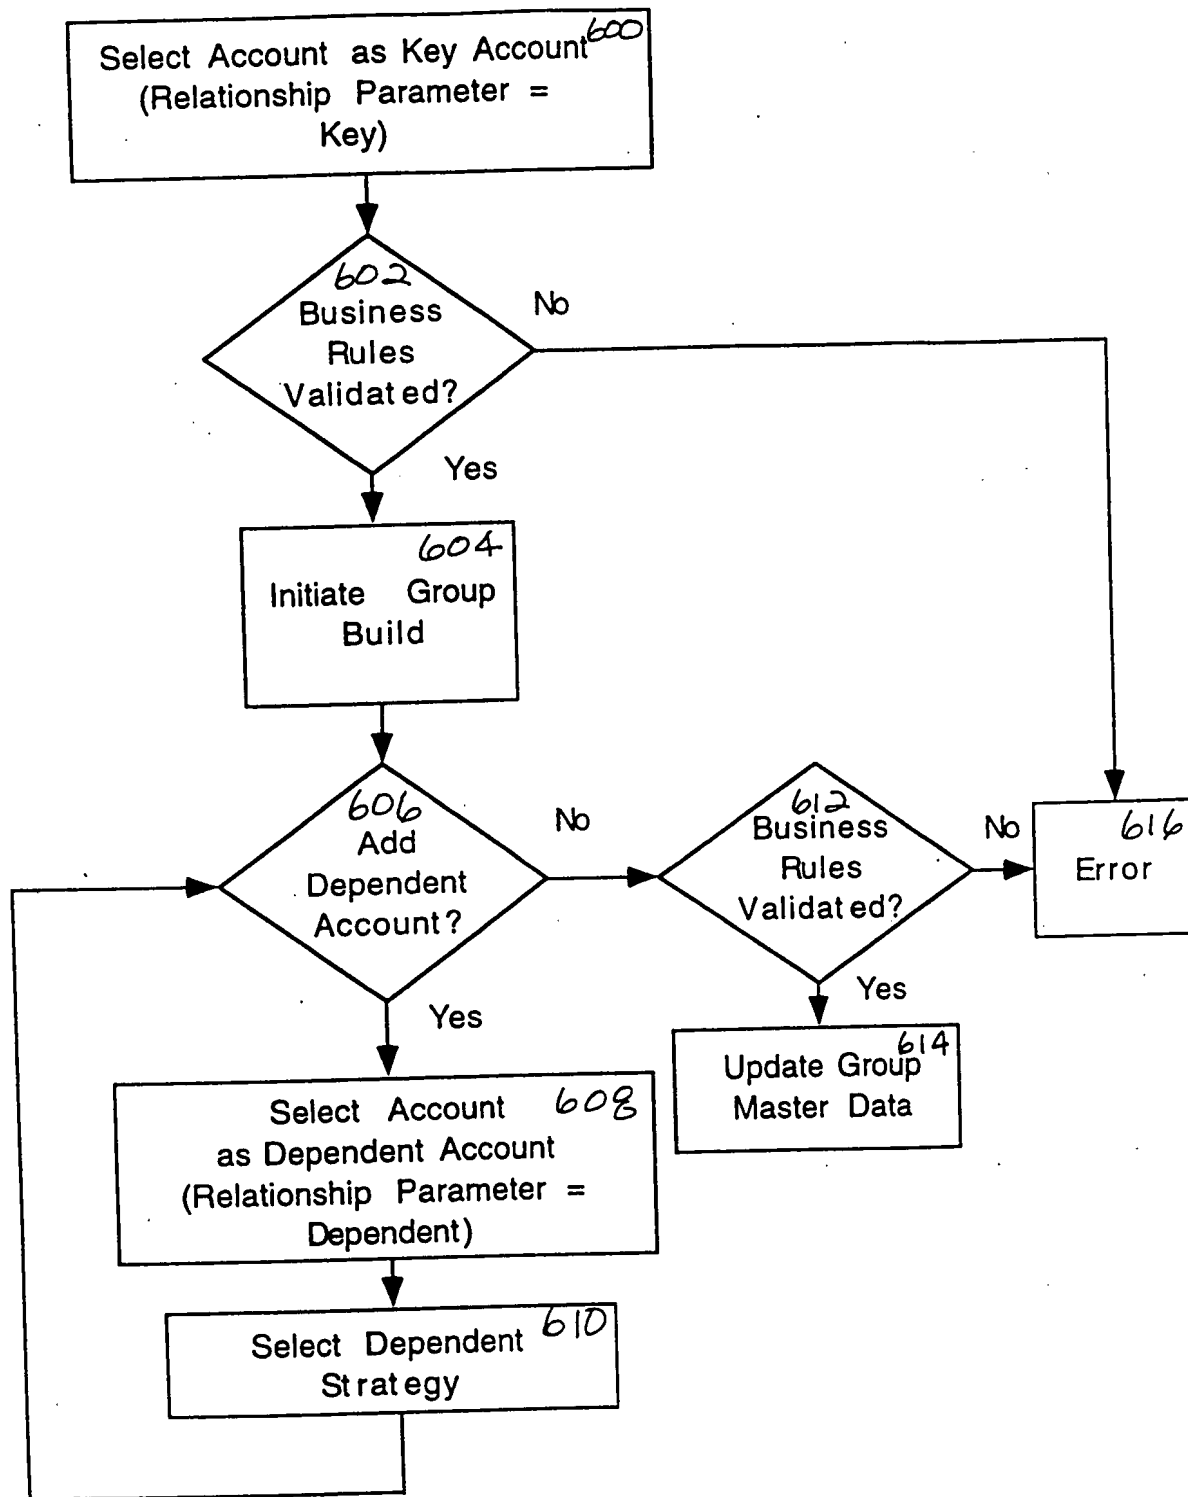 600
Select Account as Key Account
(Relationship Parameter =
Key)
602
Business
Rules
Validated?
No
Yes
604
Initiate Group
Build
606
Add
Dependent
Account?
No
612
Business
Rules
Validated?
No
616
Error
Yes
Yes
614
Update Group
Master Data
Select Account 608
as Dependent Account
(Relationship Parameter =
Dependent)
610
Select Dependent
Strategy